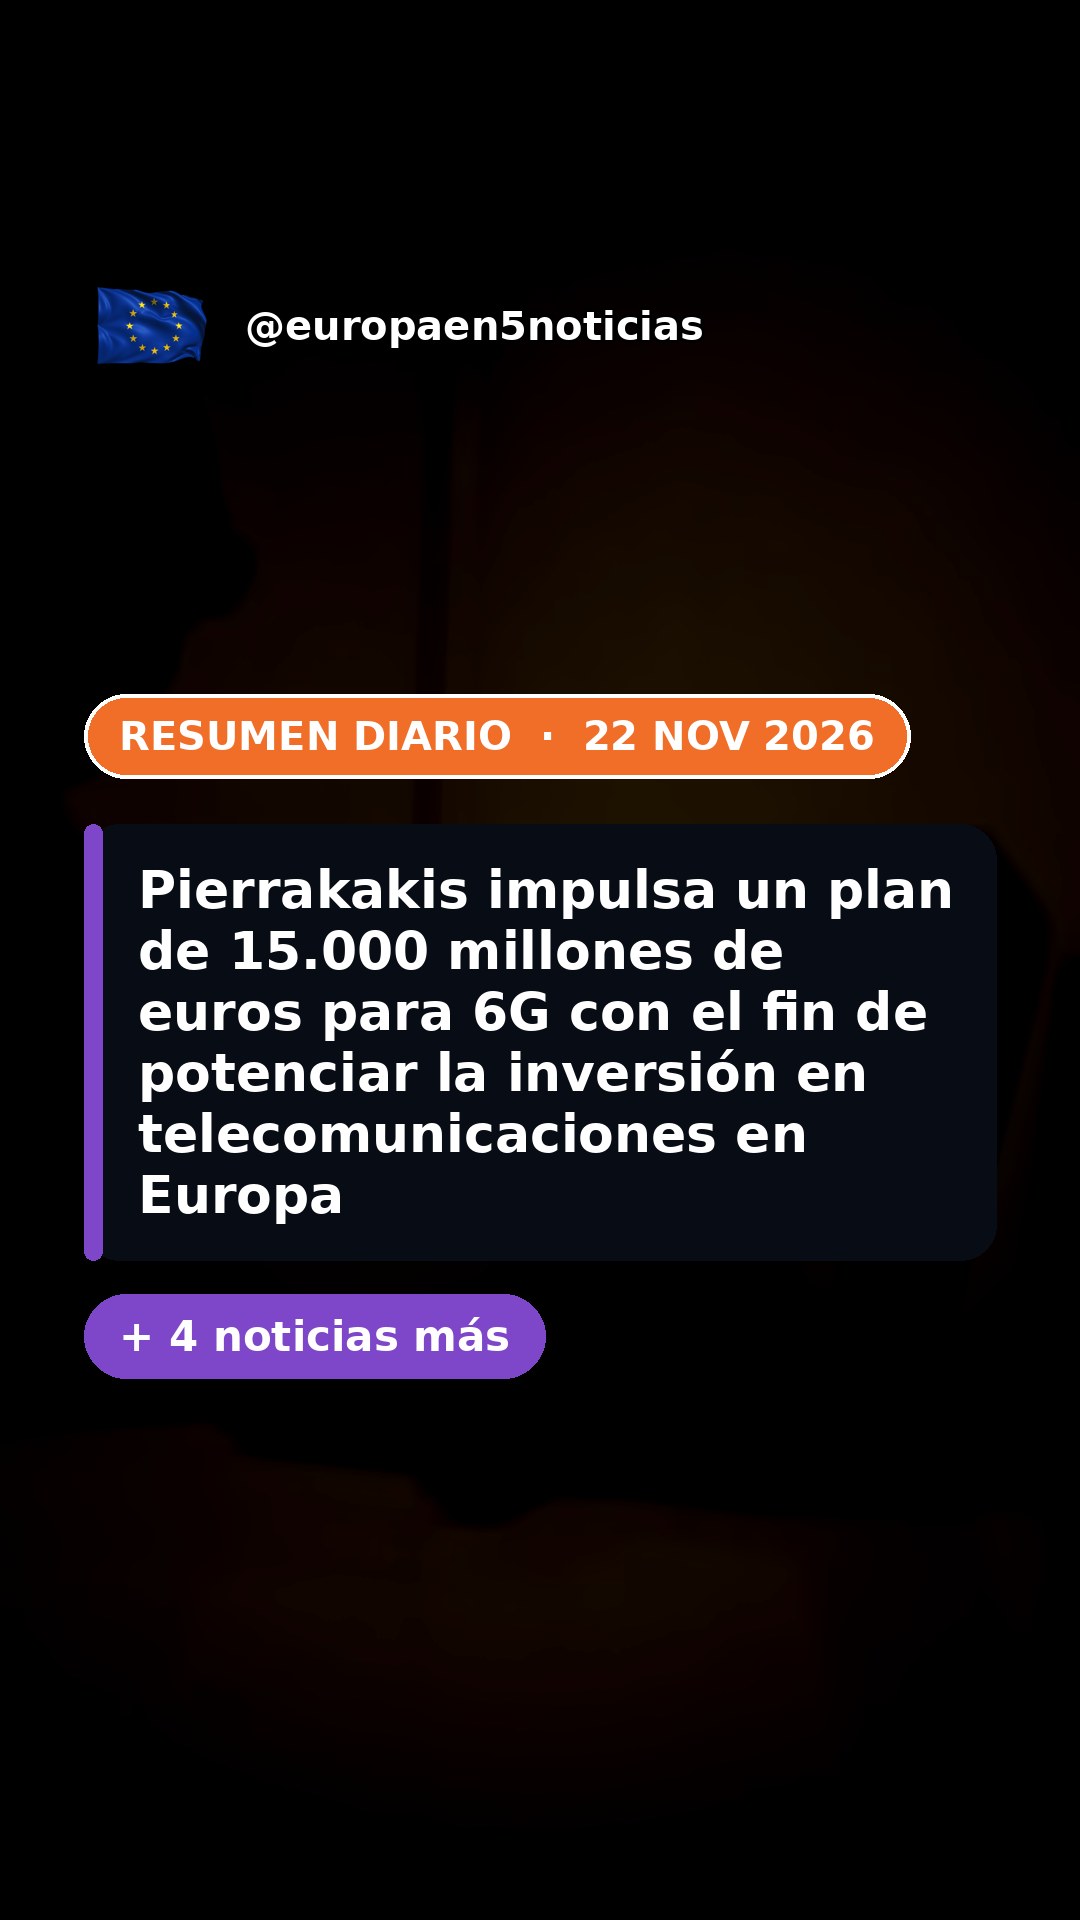 @europaen5noticias
RESUMEN DIARIO · 22 NOV 2026
Pierrakakis impulsa un plan
de 15.000 millones de
euros para 6G con el fin de
potenciar la inversión en
telecomunicaciones en
Europa
+ 4 noticias más